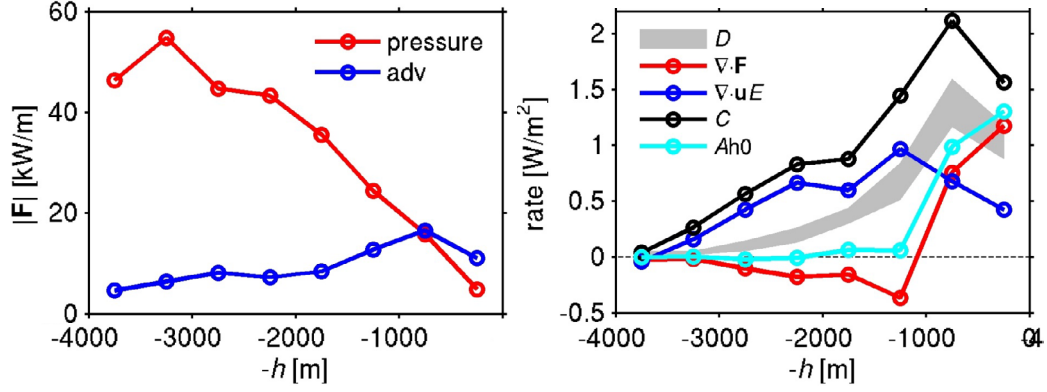 60
40
20
0
|F| [kW/m]
pressure
adv
-4000 -3000 -2000 -1000
-h [m]
2
1.5
1
0.5
0
-0.5
rate [W/m²]
D
∇·F
∇·uE
C
Ah0
-4000 -3000 -2000 -1000 0
-h [m]